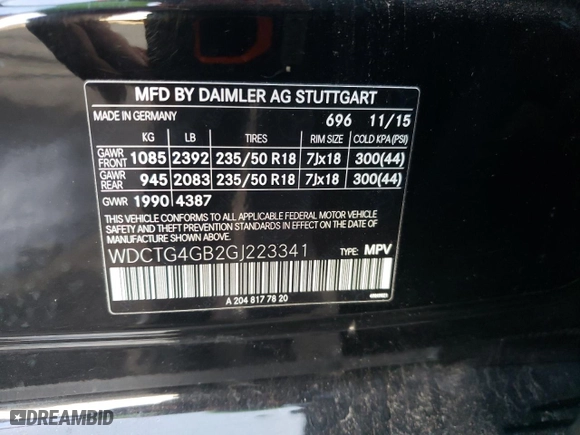 MFD BY DAIMLER AG STUTTGART
MADE IN GERMANY 696 11/15
KG LB TIRES RIM SIZE COLD KPA(PSI)
GAWR FRONT 1085 2392 235/50 R18 7Jx18 300(44)
GAWR REAR 945 2083 235/50 R18 7Jx18 300(44)
GVWR 1990 4387
THIS VEHICLE CONFORMS TO ALL APPLICABLE FEDERAL MOTOR VEHICLE
SAFETY AND THEFT PREVENTION STANDARDS IN EFFECT ON THE
DATE OF MANUFACTURE SHOWN ABOVE.
WDCTG4GB2GJ223341 TYPE: MPV
A 204 817 78 20
DREAMBID